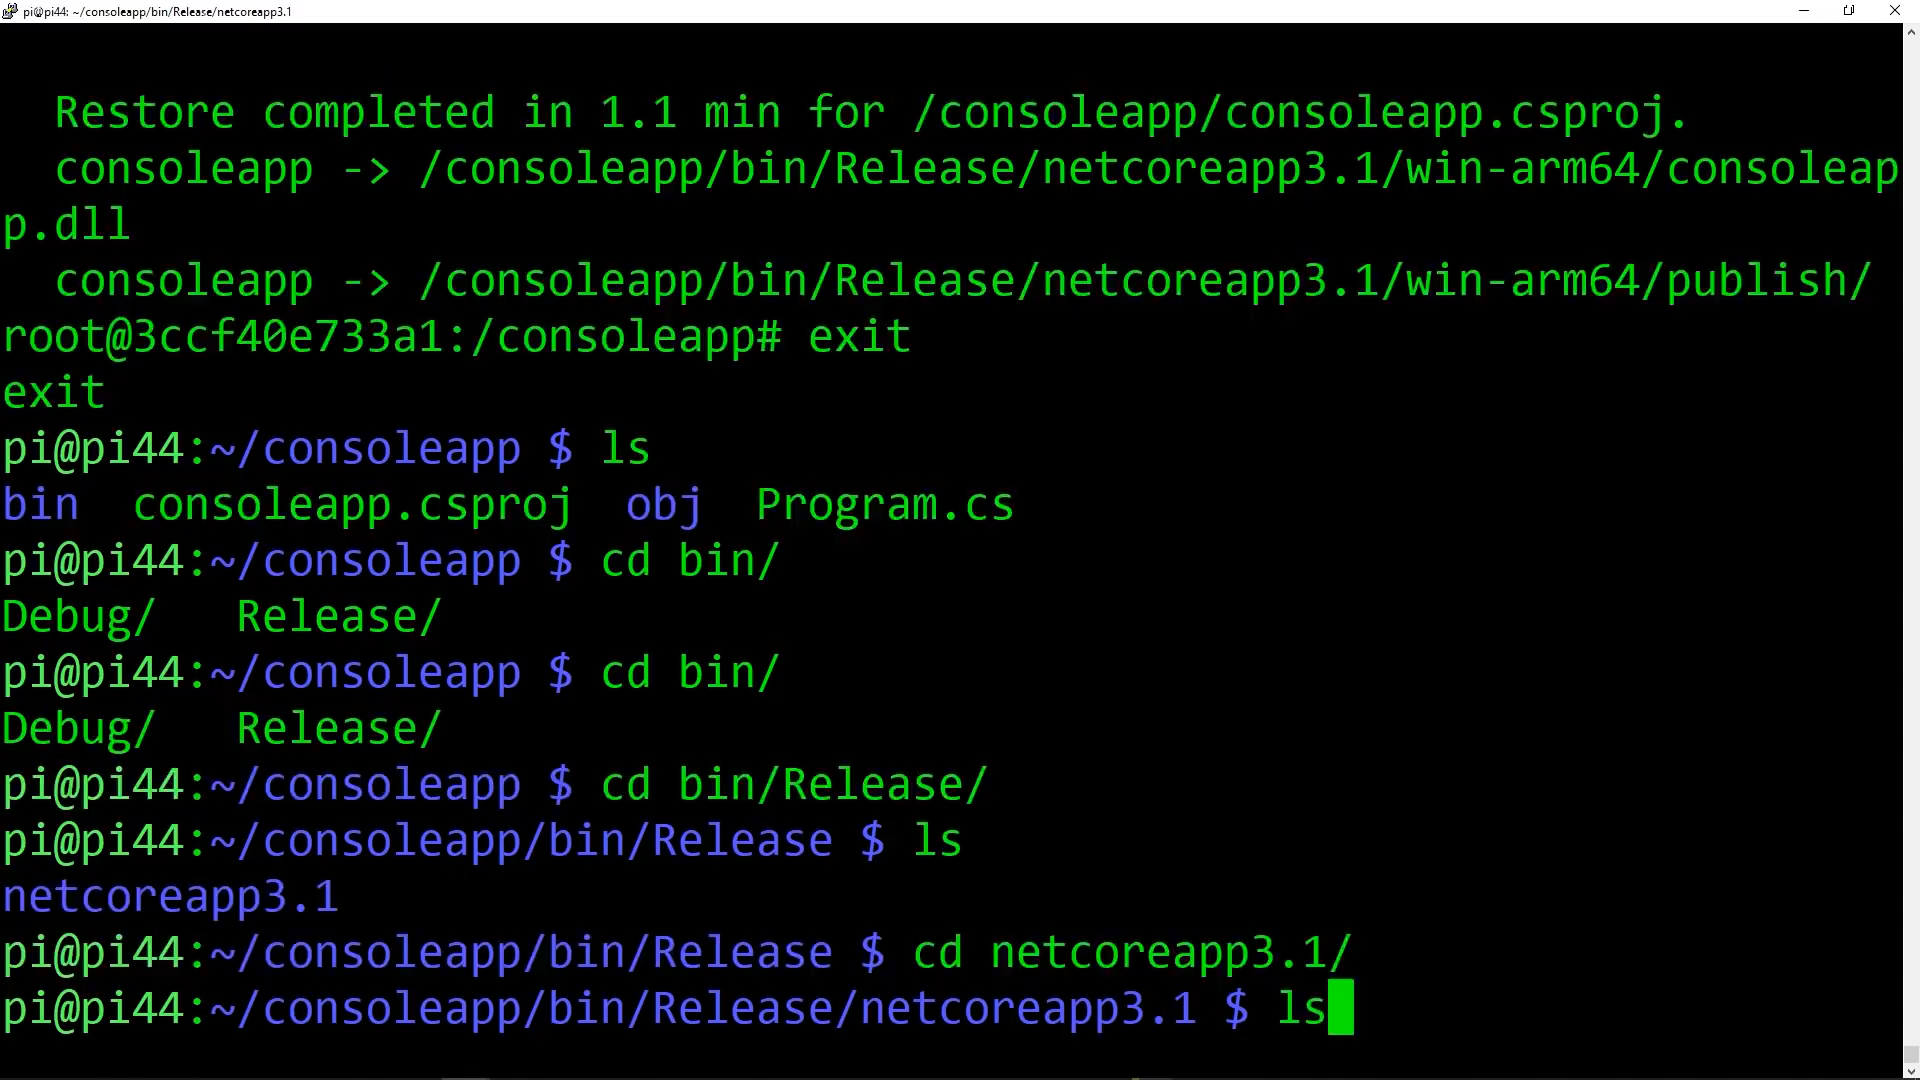 pi@pi44: ~/consoleapp/bin/Release/netcoreapp3.1
Restore completed in 1.1 min for /consoleapp/consoleapp.csproj.
consoleapp -> /consoleapp/bin/Release/netcoreapp3.1/win-arm64/consoleap
p.dll
consoleapp -> /consoleapp/bin/Release/netcoreapp3.1/win-arm64/publish/
root@3ccf40e733a1:/consoleapp# exit
exit
pi@pi44:~/consoleapp $ ls
bin  consoleapp.csproj  obj  Program.cs
pi@pi44:~/consoleapp $ cd bin/
Debug/   Release/
pi@pi44:~/consoleapp $ cd bin/
Debug/   Release/
pi@pi44:~/consoleapp $ cd bin/Release/
pi@pi44:~/consoleapp/bin/Release $ ls
netcoreapp3.1
pi@pi44:~/consoleapp/bin/Release $ cd netcoreapp3.1/
pi@pi44:~/consoleapp/bin/Release/netcoreapp3.1 $ ls